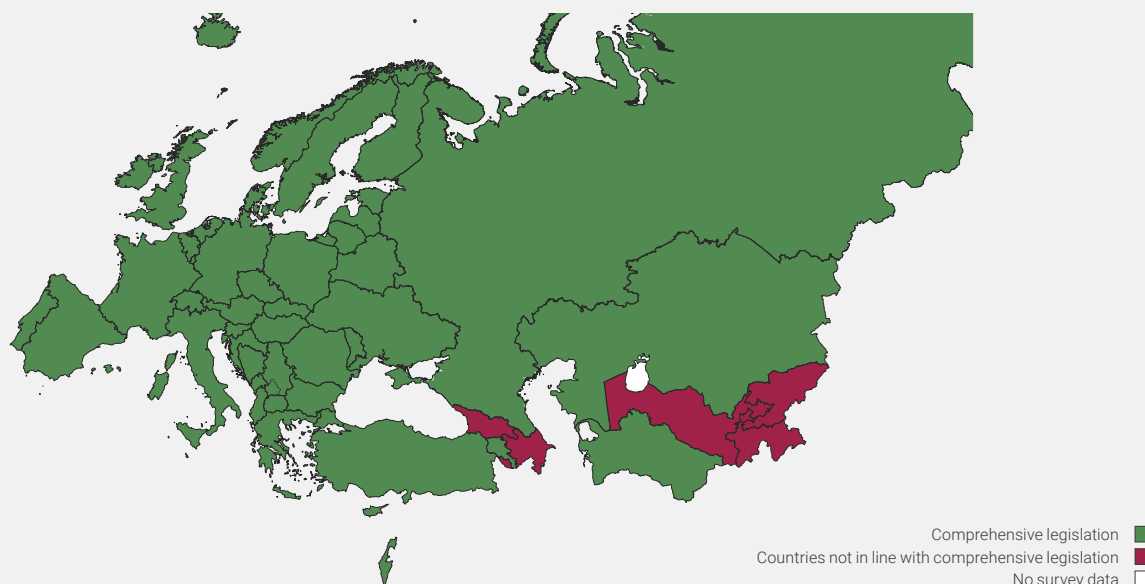 Comprehensive legislation
Countries not in line with comprehensive legislation
No survey data